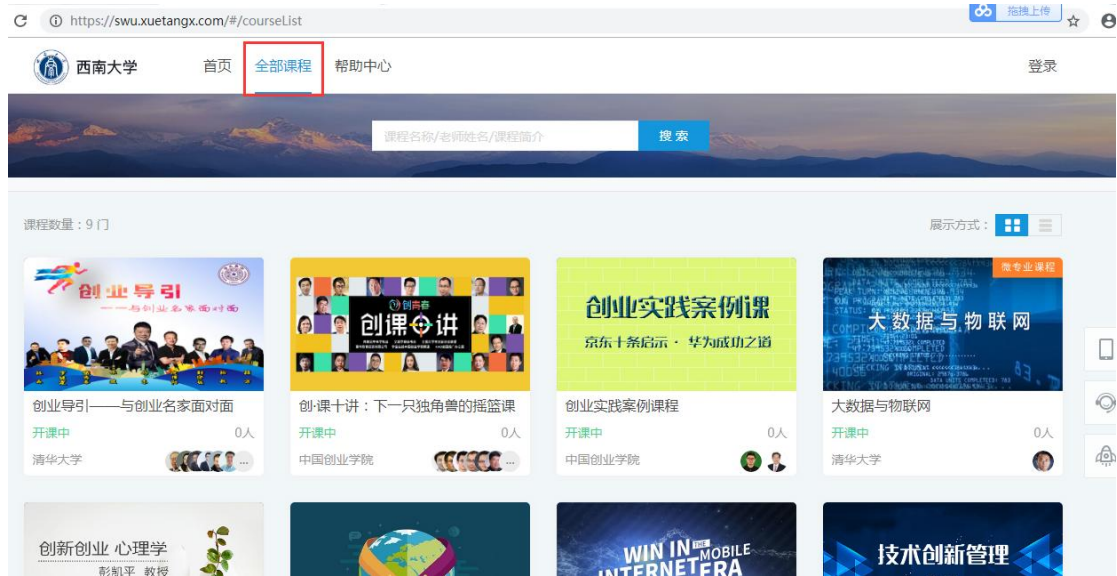 https://swu.xuetangx.com/#/courseList
拖拽上传
西南大学
首页
全部课程
帮助中心
登录
课程名称/老师姓名/课程简介
搜索
课程数量：9 门
展示方式：
创业导引
——与创业名家面对面
创业导引——与创业名家面对面
开课中
0人
清华大学
...
创青春
创课十讲
创·课十讲：下一只独角兽的摇篮课
开课中
0人
中国创业学院
...
创业实践案例课
京东十条启示 · 华为成功之道
创业实践案例课程
开课中
0人
中国创业学院
微专业课程
大数据与物联网
大数据与物联网
开课中
0人
清华大学
创新创业 心理学
彭凯平 教授
WIN IN THE MOBILE
INTERNET ERA
技术创新管理